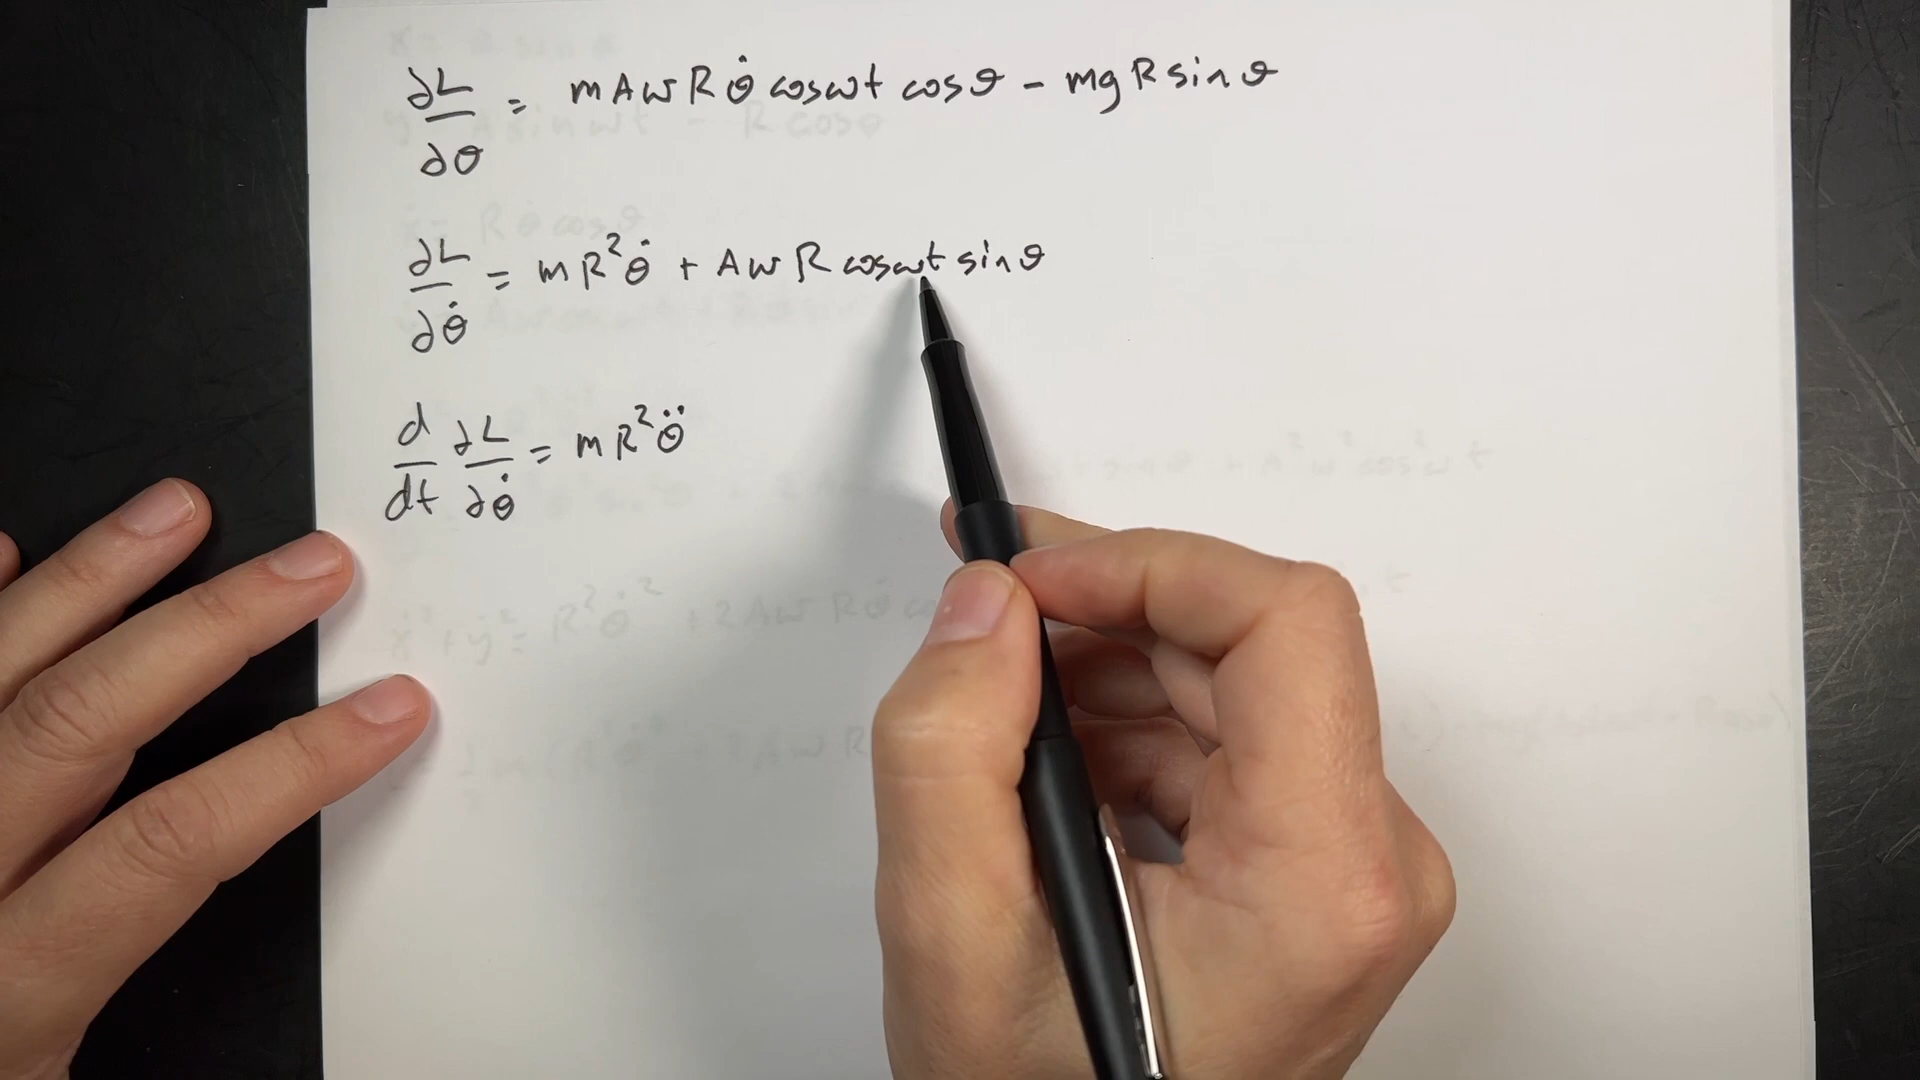 ∂L/∂θ = mAωRθ̇ cosωt cosθ - mgR sinθ
∂L/∂θ̇ = mR²θ̇ + AωR cosωt sinθ
d/dt ∂L/∂θ̇ = mR²θ̈